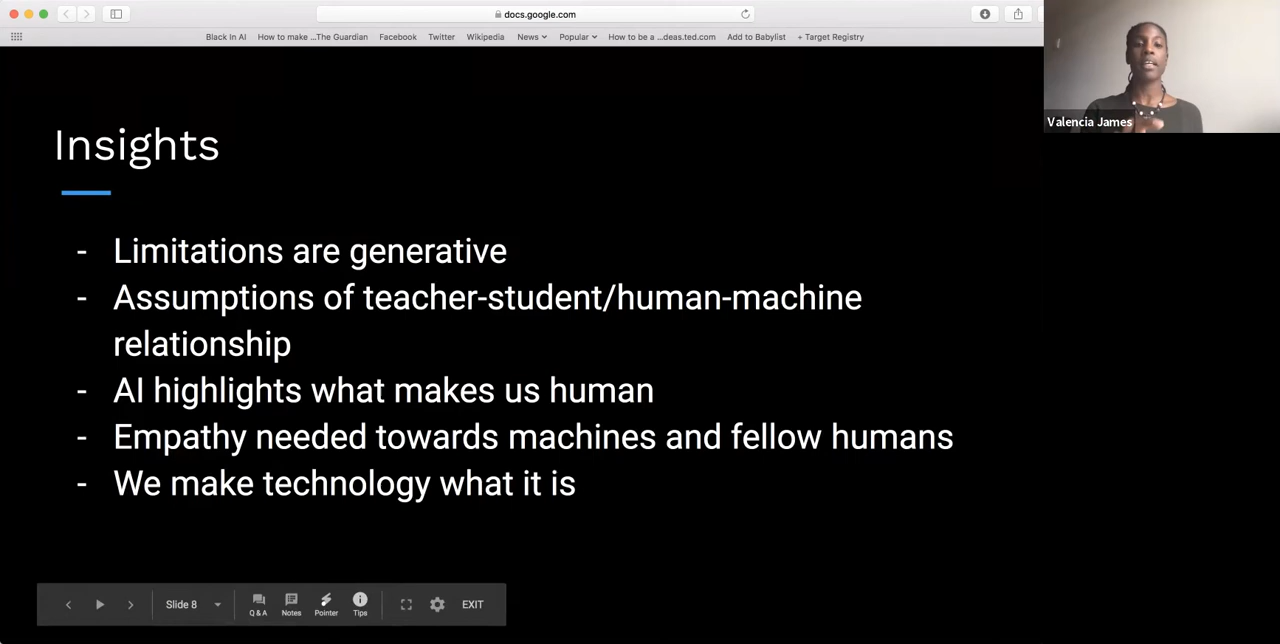 docs.google.com
Black In AI How to make ...The Guardian Facebook Twitter Wikipedia News Popular How to be a ...deas.ted.com Add to Babylist + Target Registry
Valencia James
Insights
- Limitations are generative
- Assumptions of teacher-student/human-machine
relationship
- AI highlights what makes us human
- Empathy needed towards machines and fellow humans
- We make technology what it is
Slide 8 Q & A Notes Pointer Tips EXIT